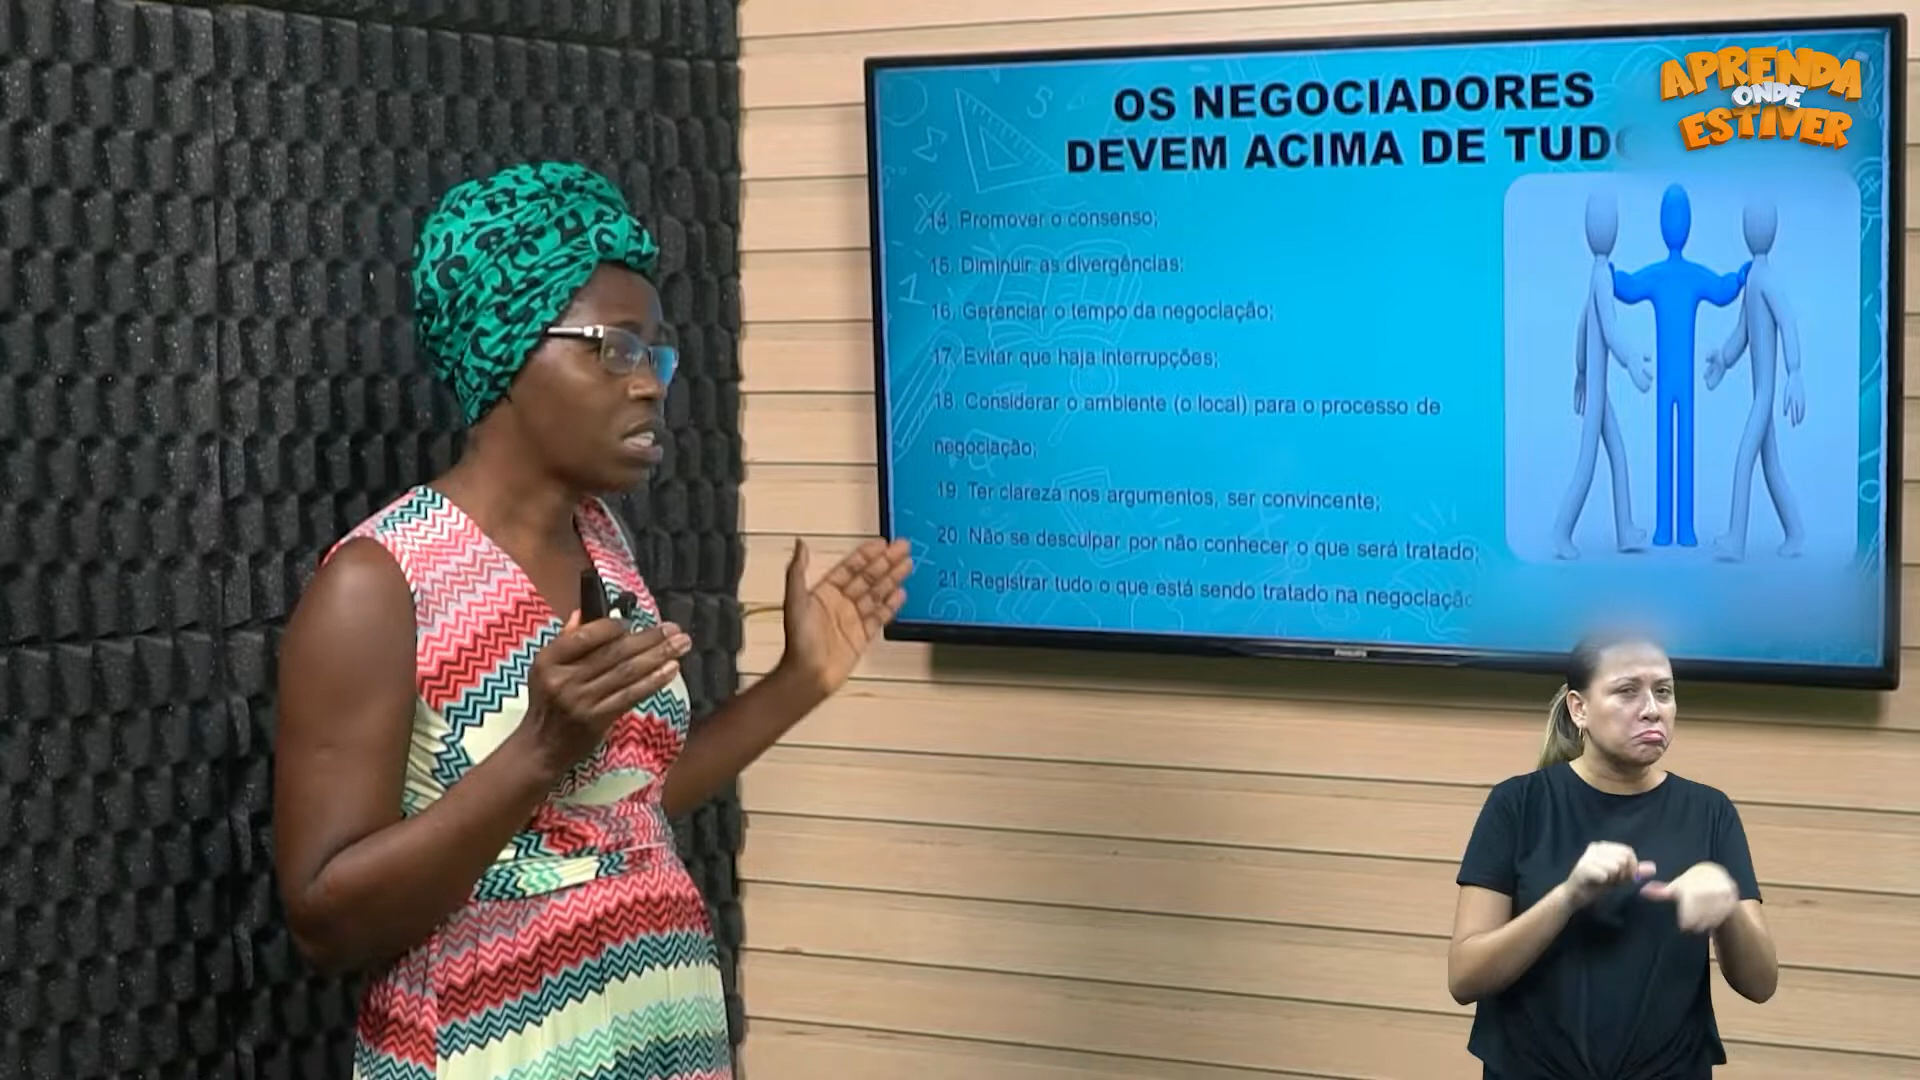 APRENDA
ONDE
ESTIVER
OS NEGOCIADORES
DEVEM ACIMA DE TUDO
14. Promover o consenso;
15. Diminuir as divergências;
16. Gerenciar o tempo da negociação;
17. Evitar que haja interrupções;
18. Considerar o ambiente (o local) para o processo de
negociação;
19. Ter clareza nos argumentos, ser convincente;
20. Não se desculpar por não conhecer o que será tratado;
21. Registrar tudo o que está sendo tratado na negociação
PHILIPS